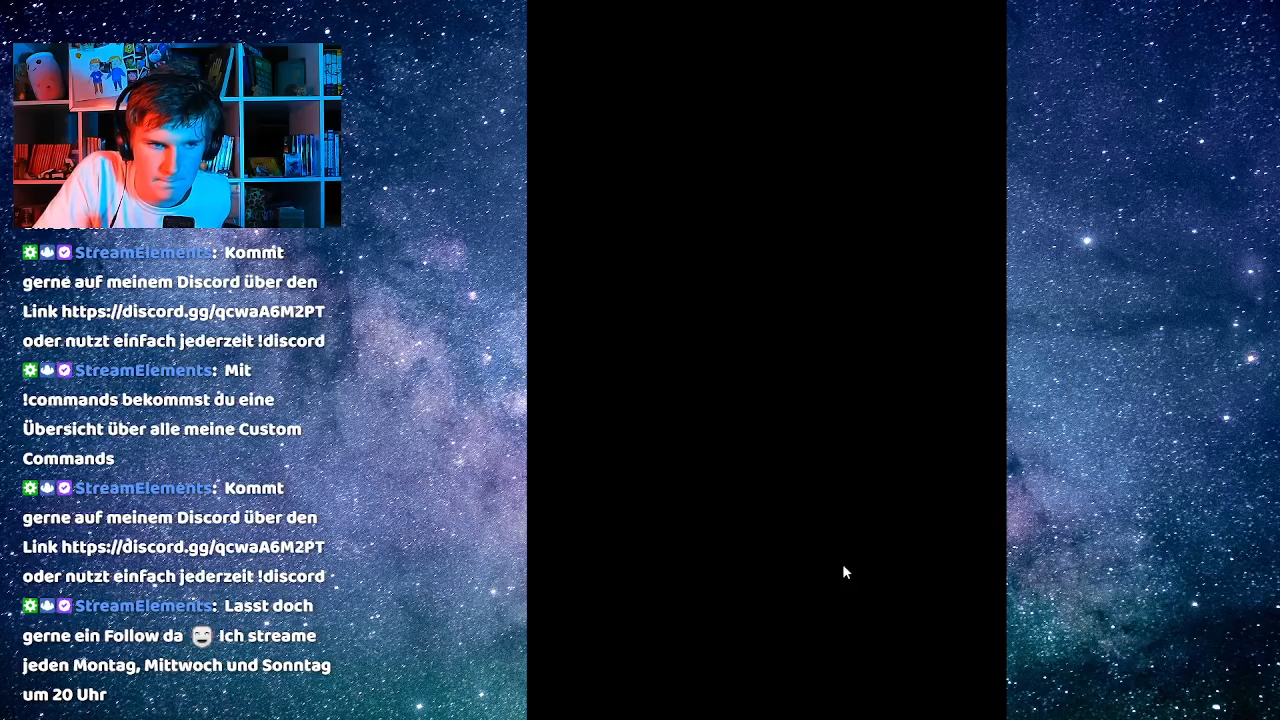 StreamElements: Kommt
gerne auf meinem Discord über den
Link https://discord.gg/qcwaA6M2PT
oder nutzt einfach jederzeit !discord
StreamElements: Mit
!commands bekommst du eine
Übersicht über alle meine Custom
Commands
StreamElements: Kommt
gerne auf meinem Discord über den
Link https://discord.gg/qcwaA6M2PT
oder nutzt einfach jederzeit !discord
StreamElements: Lasst doch
gerne ein Follow da Ich streame
jeden Montag, Mittwoch und Sonntag
um 20 Uhr